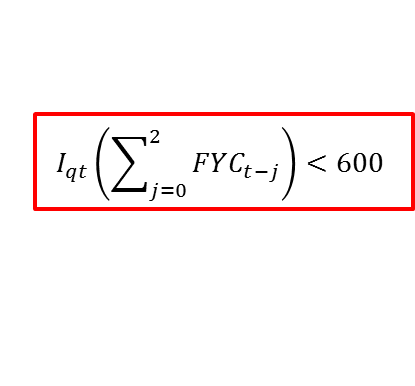 I_{qt} \left( \sum_{j=0}^{2} FYC_{t-j} \right) < 600